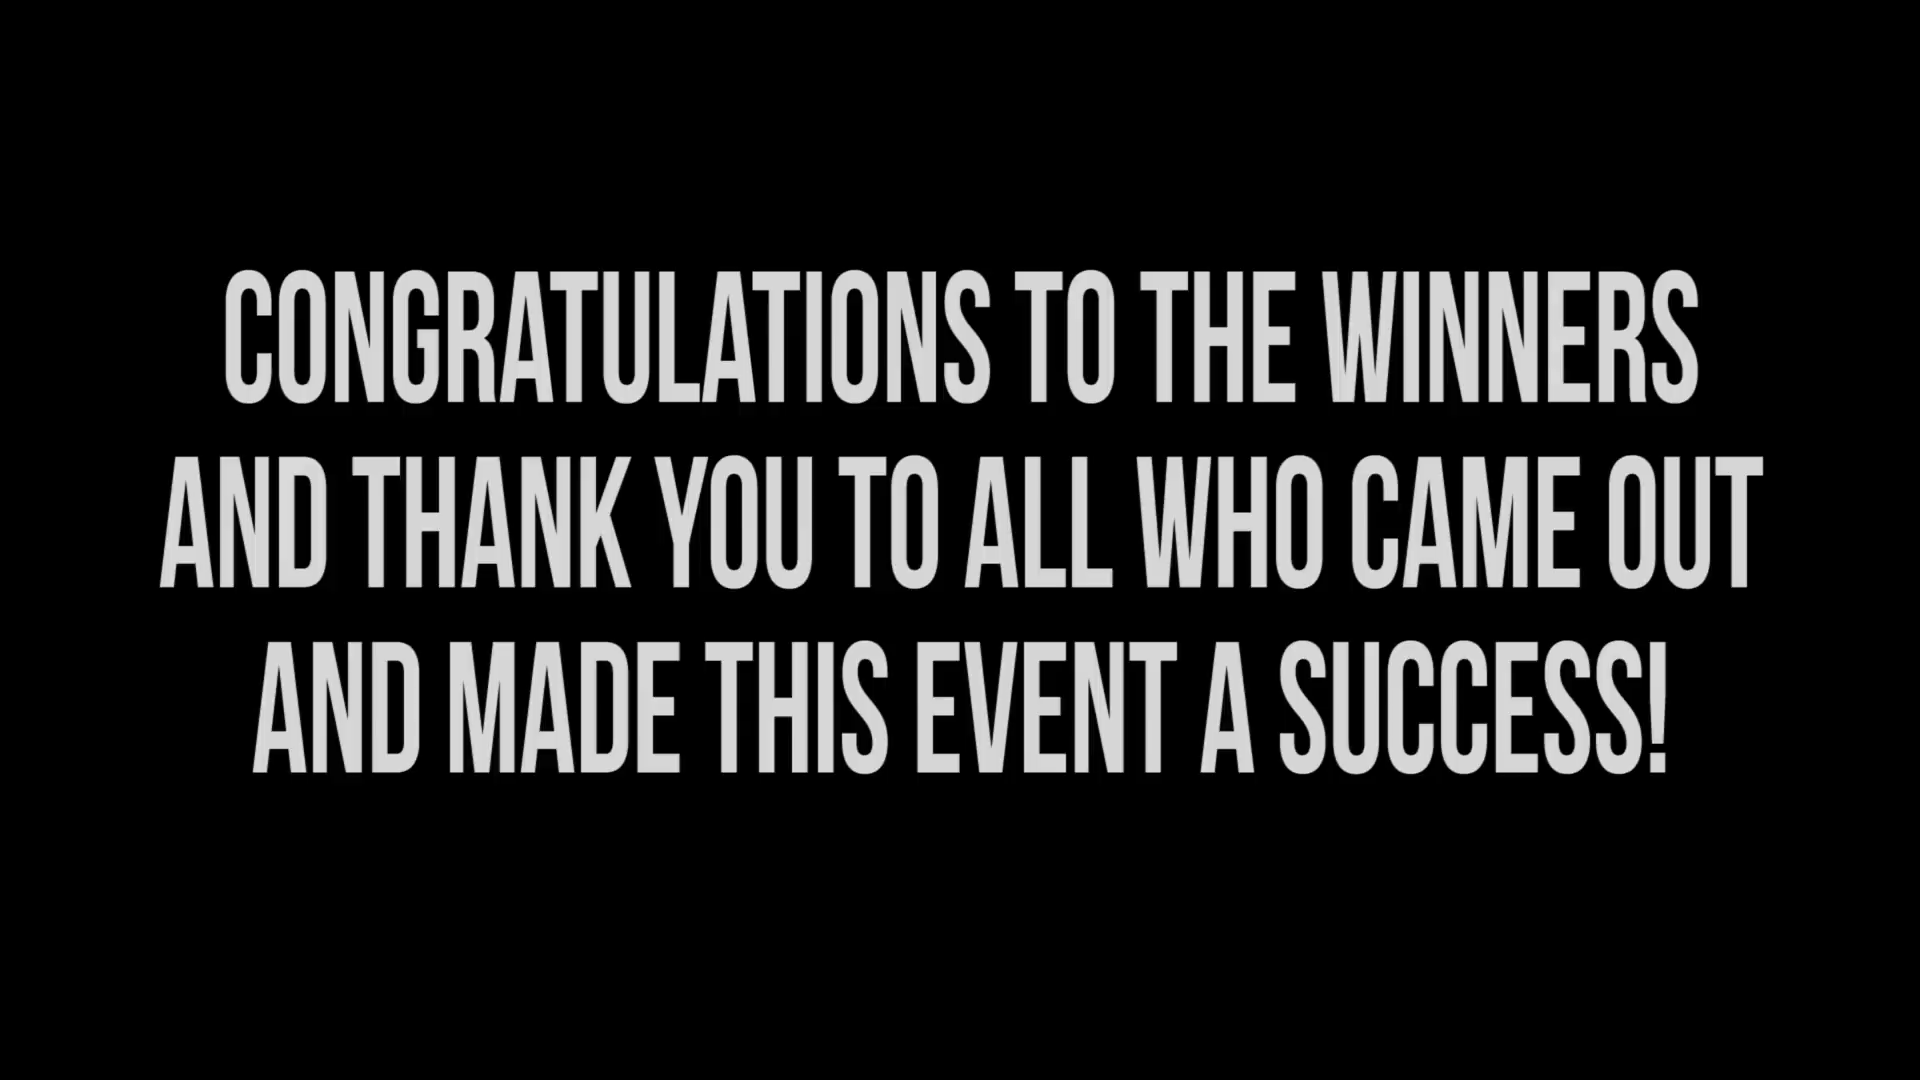 CONGRATULATIONS TO THE WINNERS
AND THANK YOU TO ALL WHO CAME OUT
AND MADE THIS EVENT A SUCCESS!